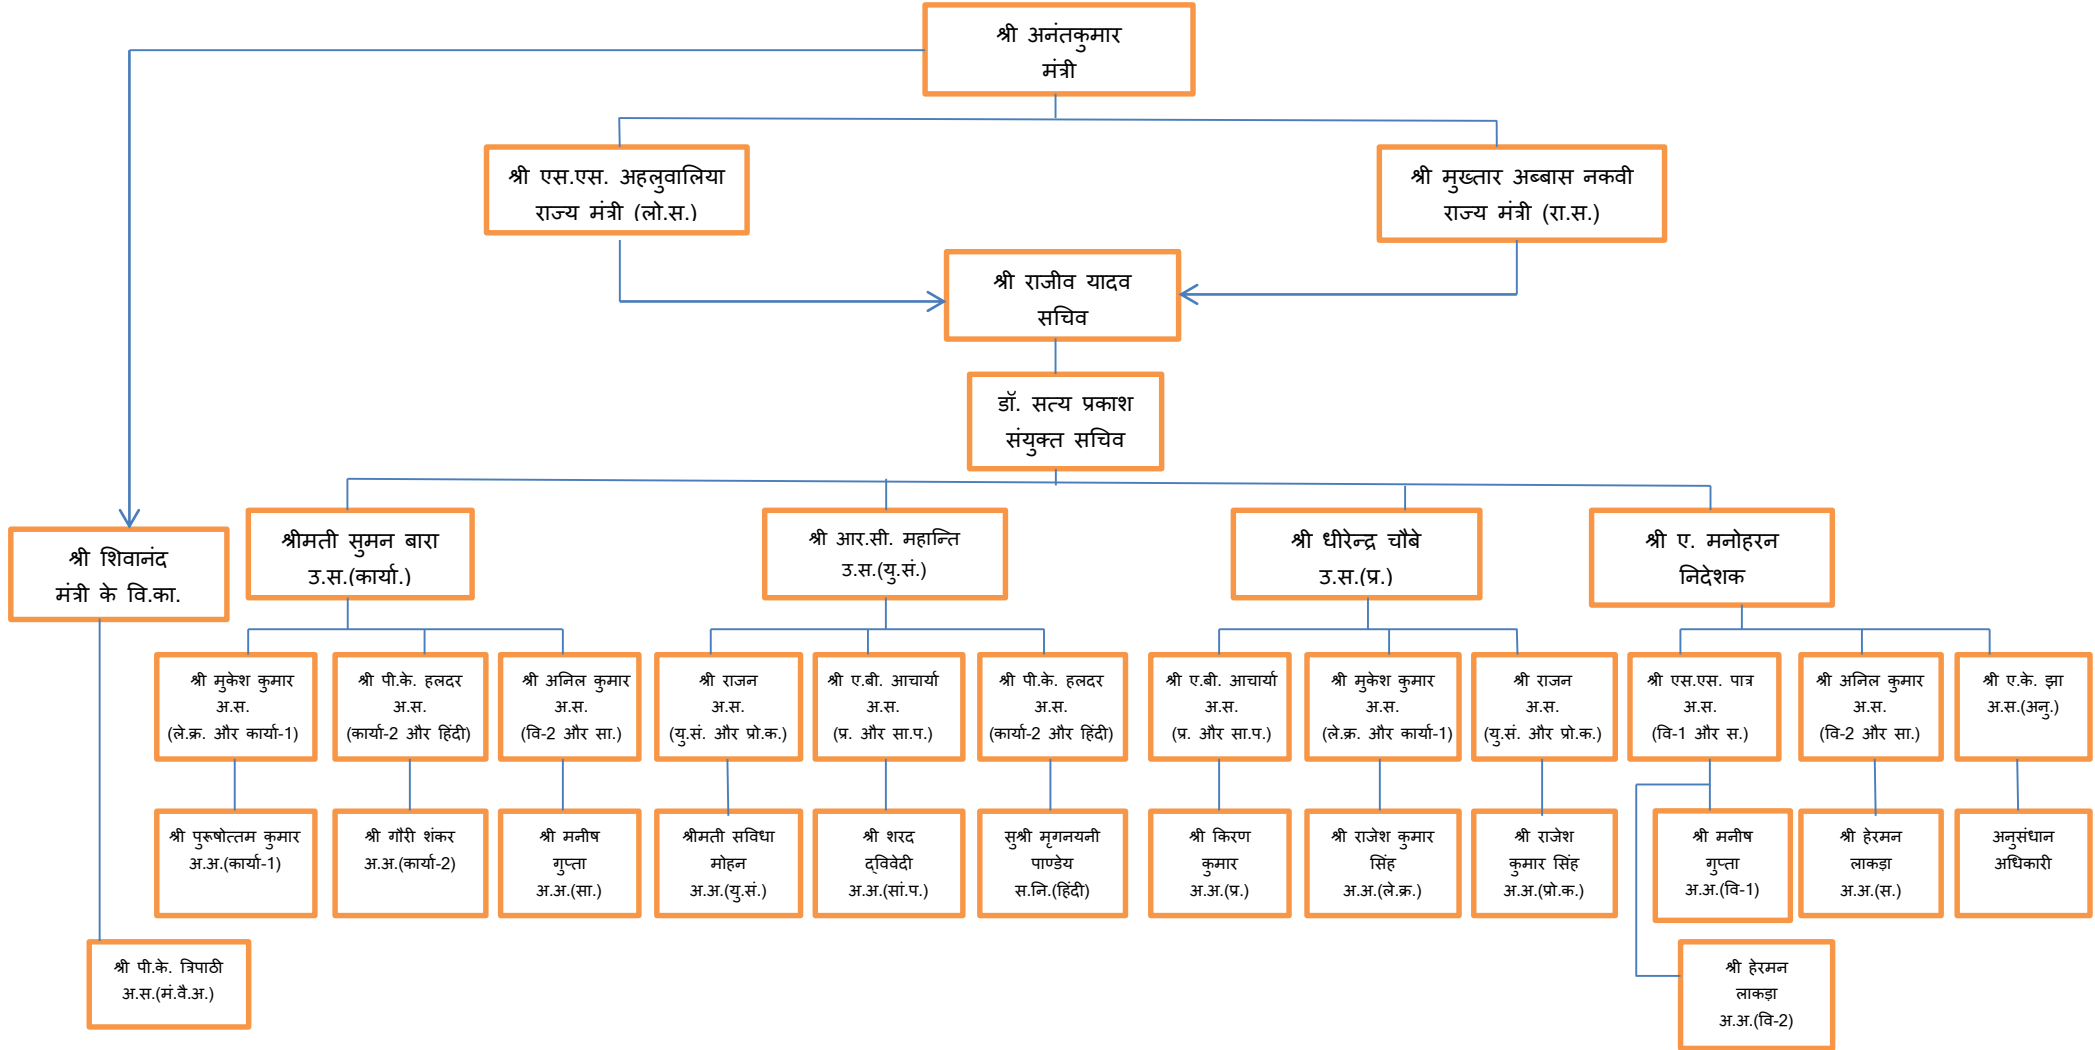 श्री अनंतकुमार
मंत्री
श्री एस.एस. अहलुवालिया
राज्य मंत्री (लो.स.)
श्री मुख्तार अब्बास नकवी
राज्य मंत्री (रा.स.)
श्री राजीव यादव
सचिव
डॉ. सत्य प्रकाश
संयुक्त सचिव
श्री शिवानंद
मंत्री के वि.का.
श्रीमती सुमन बारा
उ.स.(कार्या.)
श्री आर.सी. महान्ति
उ.स.(यु.सं.)
श्री धीरेन्द्र चौबे
उ.स.(प्र.)
श्री ए. मनोहरन
निदेशक
श्री मुकेश कुमार
अ.स.
(ले.क्र. और कार्या-1)
श्री पी.के. हलदर
अ.स.
(कार्या-2 और हिंदी)
श्री अनिल कुमार
अ.स.
(वि-2 और सा.)
श्री राजन
अ.स.
(यु.सं. और प्रो.क.)
श्री ए.बी. आचार्या
अ.स.
(प्र. और सा.प.)
श्री पी.के. हलदर
अ.स.
(कार्या-2 और हिंदी)
श्री ए.बी. आचार्या
अ.स.
(प्र. और सा.प.)
श्री मुकेश कुमार
अ.स.
(ले.क्र. और कार्या-1)
श्री राजन
अ.स.
(यु.सं. और प्रो.क.)
श्री एस.एस. पात्र
अ.स.
(वि-1 और स.)
श्री अनिल कुमार
अ.स.
(वि-2 और सा.)
श्री ए.के. झा
अ.स.(अनु.)
श्री पुरूषोत्तम कुमार
अ.अ.(कार्या-1)
श्री गौरी शंकर
अ.अ.(कार्या-2)
श्री मनीष
गुप्ता
अ.अ.(सा.)
श्रीमती सविधा
मोहन
अ.अ.(यु.सं.)
श्री शरद
द्विवेदी
अ.अ.(सां.प.)
सुश्री मृगनयनी
पाण्डेय
स.नि.(हिंदी)
श्री किरण
कुमार
अ.अ.(प्र.)
श्री राजेश कुमार
सिंह
अ.अ.(ले.क्र.)
श्री राजेश
कुमार सिंह
अ.अ.(प्रो.क.)
श्री मनीष
गुप्ता
अ.अ.(वि-1)
श्री हेरमन
लाकड़ा
अ.अ.(स.)
अनुसंधान
अधिकारी
श्री पी.के. त्रिपाठी
अ.स.(मं.वै.अ.)
श्री हेरमन
लाकड़ा
अ.अ.(वि-2)